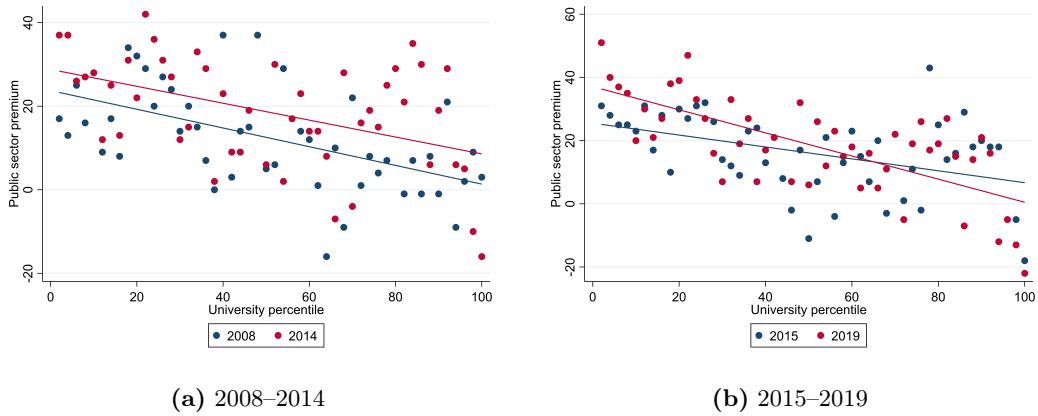 40
20
0
-20
Public sector premium
0 20 40 60 80 100
University percentile
2008 2014
(a) 2008–2014
60
40
20
0
-20
Public sector premium
0 20 40 60 80 100
University percentile
2015 2019
(b) 2015–2019